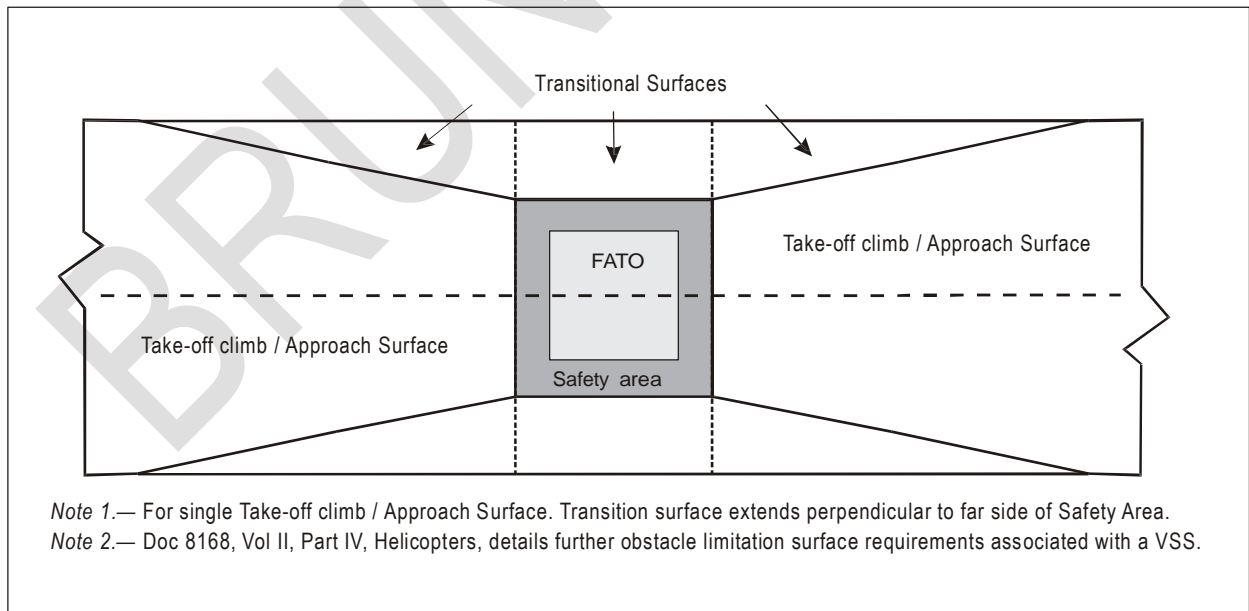 Transitional Surfaces
Take-off climb / Approach Surface
FATO
Take-off climb / Approach Surface
Safety area
Note 1.— For single Take-off climb / Approach Surface. Transition surface extends perpendicular to far side of Safety Area.
Note 2.— Doc 8168, Vol II, Part IV, Helicopters, details further obstacle limitation surface requirements associated with a VSS.
BRUN